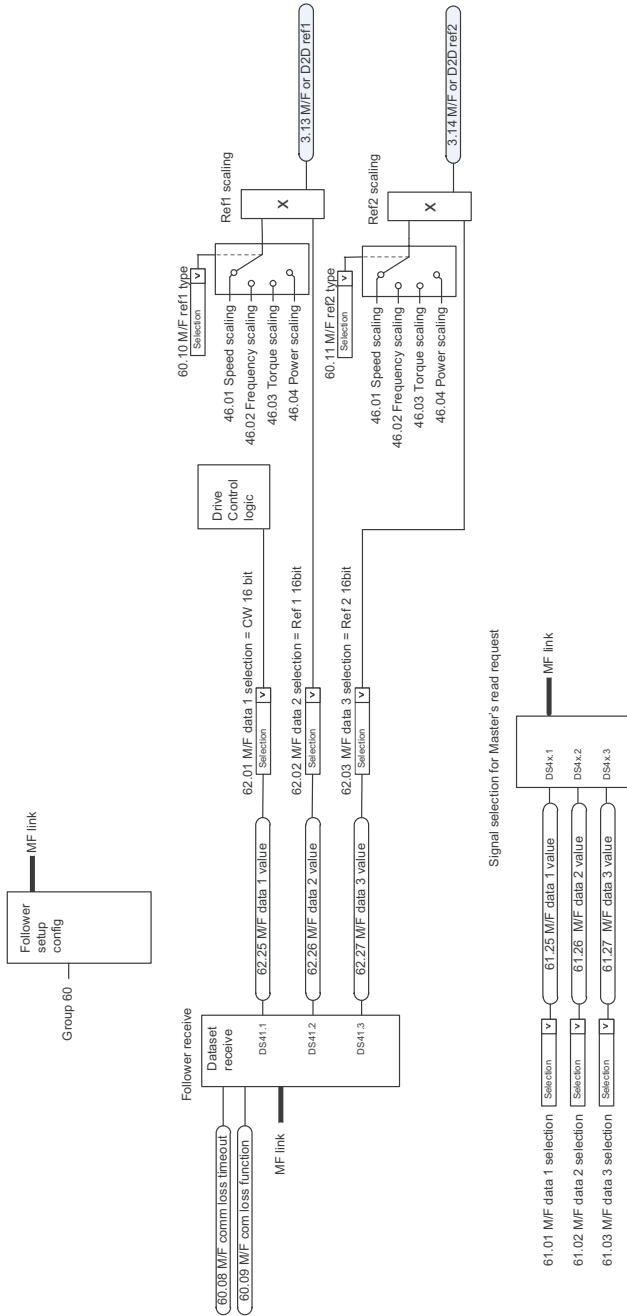 Group 60
Follower
setup
config
MF link
Follower receive
60.08 M/F comm loss timeout
60.09 M/F com loss function
MF link
Dataset
receive
DS41.1
DS41.2
DS41.3
62.25 M/F data 1 value
62.26 M/F data 2 value
62.27 M/F data 3 value
62.01 M/F data 1 selection = CW 16 bit
Selection
62.02 M/F data 2 selection = Ref 1 16bit
Selection
62.03 M/F data 3 selection = Ref 2 16bit
Selection
Drive
Control
logic
60.10 M/F ref1 type
Selection
46.01 Speed scaling
46.02 Frequency scaling
46.03 Torque scaling
46.04 Power scaling
Ref1 scaling
X
3.13 M/F or D2D ref1
60.11 M/F ref2 type
Selection
46.01 Speed scaling
46.02 Frequency scaling
46.03 Torque scaling
46.04 Power scaling
Ref2 scaling
X
3.14 M/F or D2D ref2
Signal selection for Master's read request
61.01 M/F data 1 selection
Selection
61.25 M/F data 1 value
DS4x.1
61.02 M/F data 2 selection
Selection
61.26 M/F data 2 value
DS4x.2
61.03 M/F data 3 selection
Selection
61.27 M/F data 3 value
DS4x.3
MF link